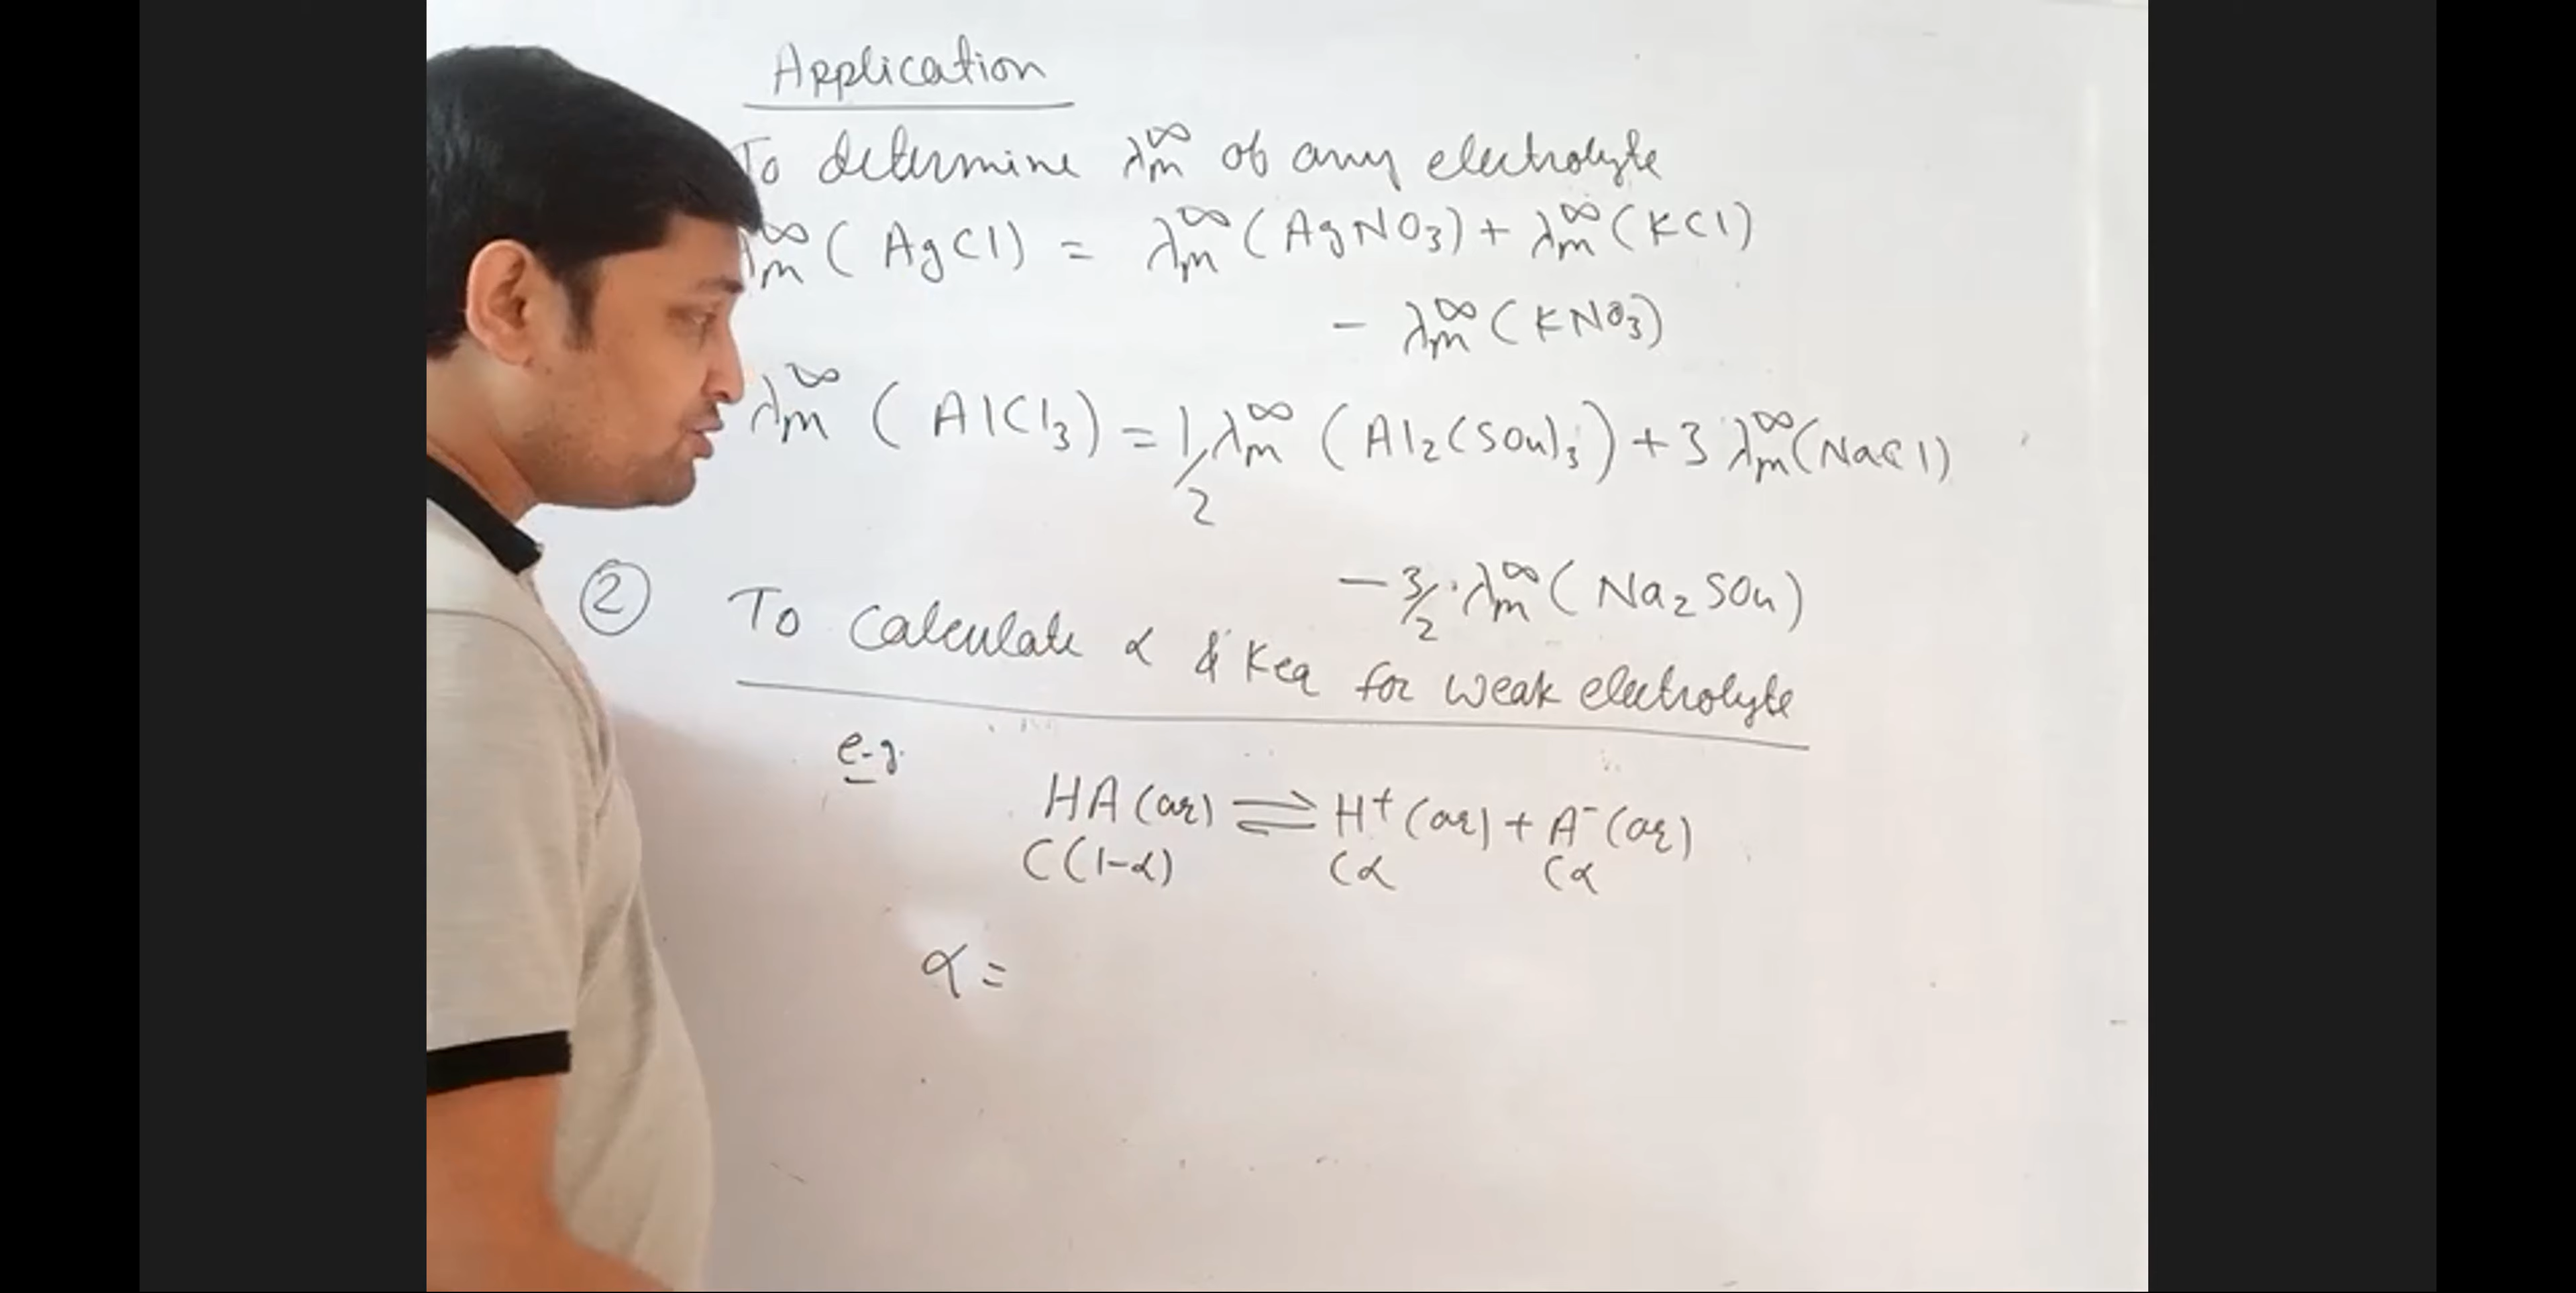 Application
To determine λm∞ of any electrolyte
λm∞ (AgCl) = λm∞ (AgNO3) + λm∞ (KCl)
- λm∞ (KNO3)
λm∞ (AlCl3) = 1/2 λm∞ (Al2(SO4)3) + 3 λm∞ (NaCl)
- 3/2 · λm∞ (Na2SO4)
② To Calculate α & Keq for weak electrolyte
e.g.
HA (aq) ⇌ H+ (aq) + A- (aq)
C(1-α) Cα Cα
α =